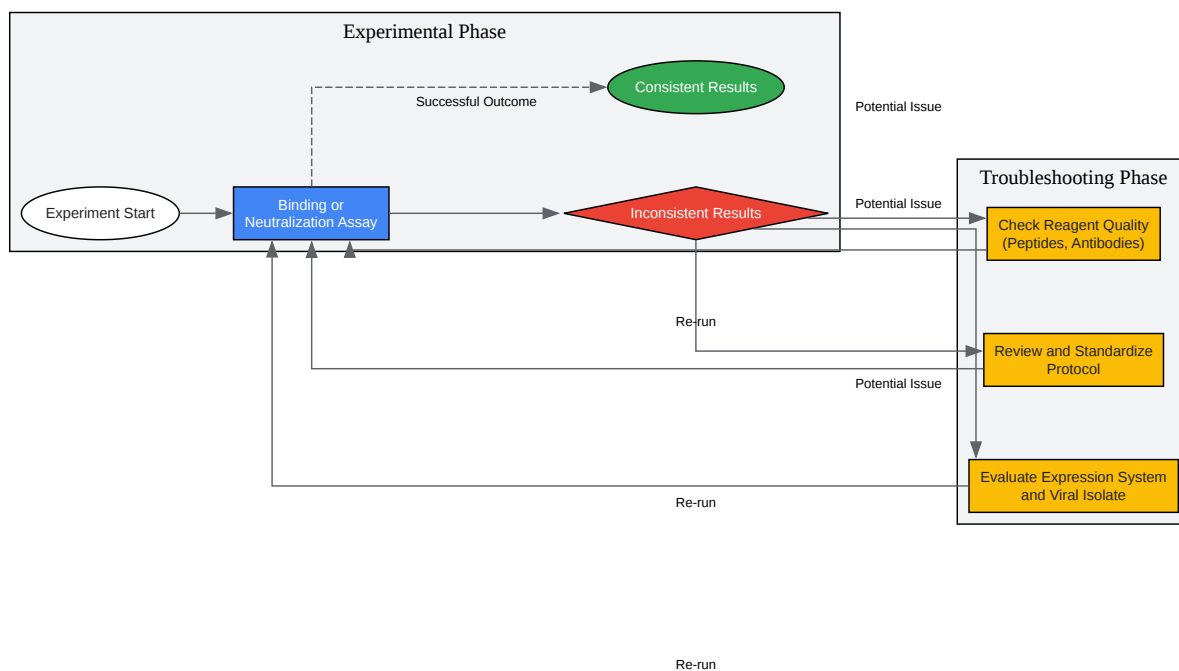 Experimental Phase
Consistent Results
Successful Outcome
Potential Issue
Troubleshooting Phase
Experiment Start
Binding or
Neutralization Assay
Inconsistent Results
Potential Issue
Check Reagent Quality
(Peptides, Antibodies)
Re-run
Review and Standardize
Protocol
Potential Issue
Evaluate Expression System
and Viral Isolate
Re-run
Re-run